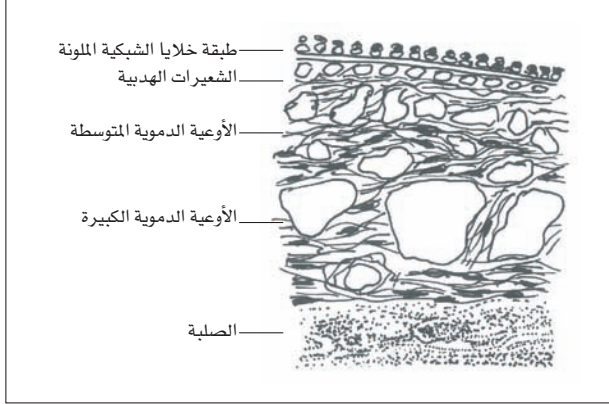 طبقة خلايا الشبكية الملونة
الشعيرات الهدبية
الأوعية الدموية المتوسطة
الأوعية الدموية الكبيرة
الصلبة